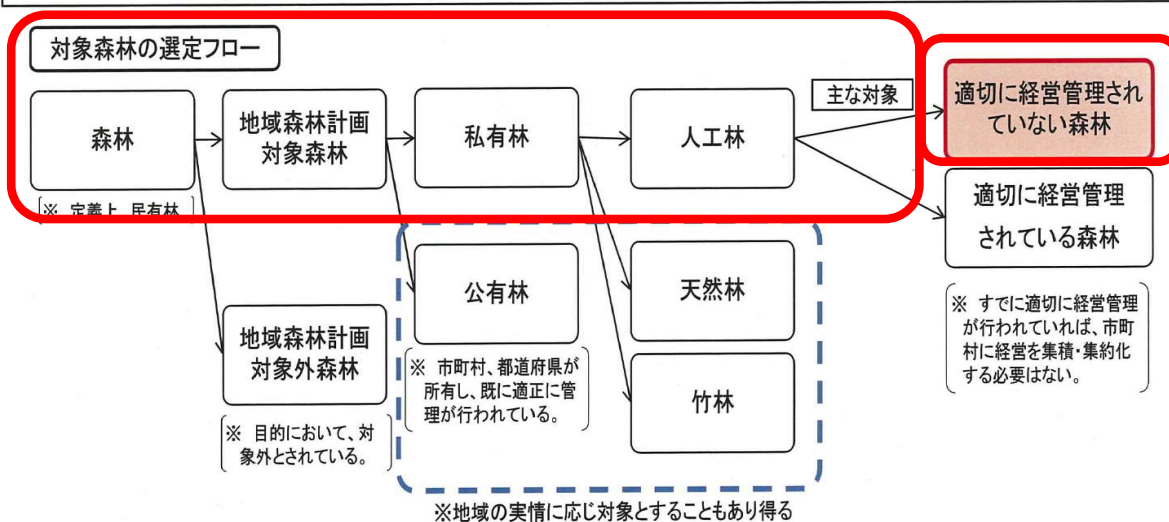 対象森林の選定フロー
森林
地域森林計画
対象森林
私有林
人工林
主な対象
適切に経営管理され
ていない森林
※ 定義上 民有林
適切に経営管理
されている森林
※ すでに適切に経営管理
が行われていれば、市町
村に経営を集積・集約化
する必要はない。
地域森林計画
対象外森林
※ 目的において、対
象外とされている。
公有林
※ 市町村、都道府県が
所有し、既に適正に管
理が行われている。
天然林
竹林
※地域の実情に応じ対象とすることもあり得る